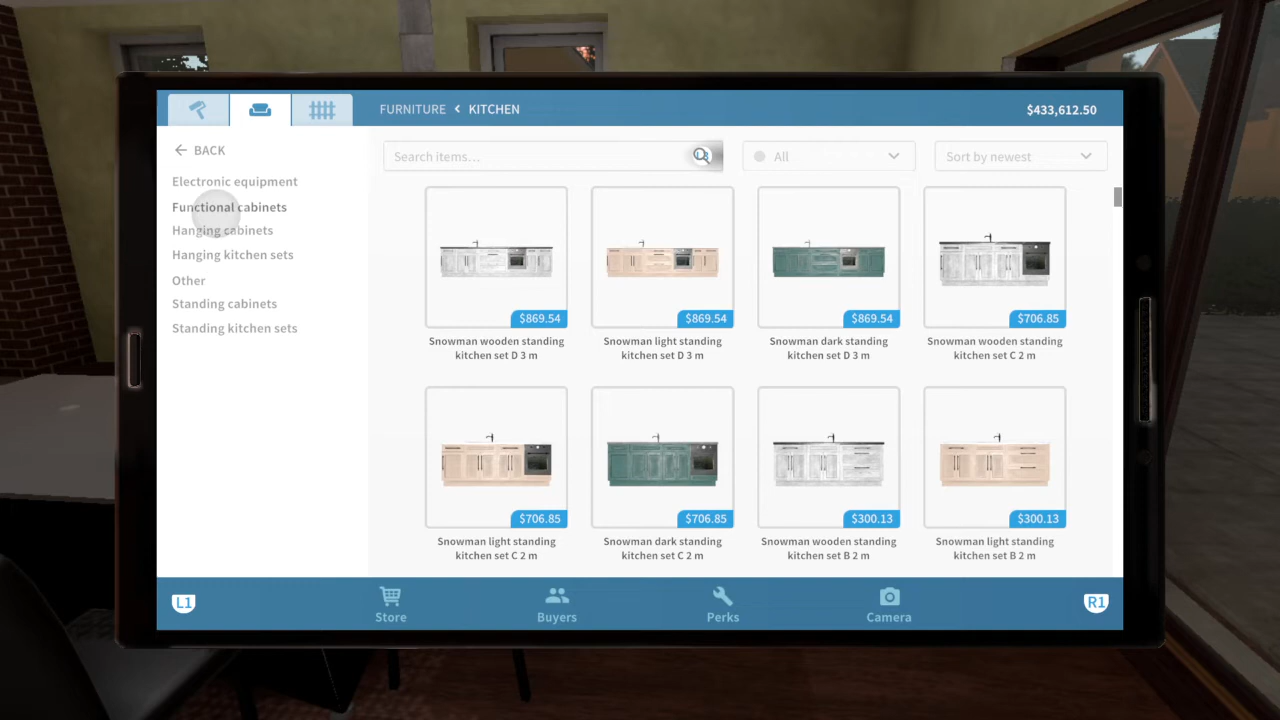 FURNITURE < KITCHEN
$433,612.50
BACK
Search items...
All
Sort by newest
Electronic equipment
Functional cabinets
Hanging cabinets
Hanging kitchen sets
Other
Standing cabinets
Standing kitchen sets
$869.54
$869.54
$869.54
$706.85
Snowman wooden standing
kitchen set D 3 m
Snowman light standing
kitchen set D 3 m
Snowman dark standing
kitchen set D 3 m
Snowman wooden standing
kitchen set C 2 m
$706.85
$706.85
$300.13
$300.13
Snowman light standing
kitchen set C 2 m
Snowman dark standing
kitchen set C 2 m
Snowman wooden standing
kitchen set B 2 m
Snowman light standing
kitchen set B 2 m
L1
Store
Buyers
Perks
Camera
R1